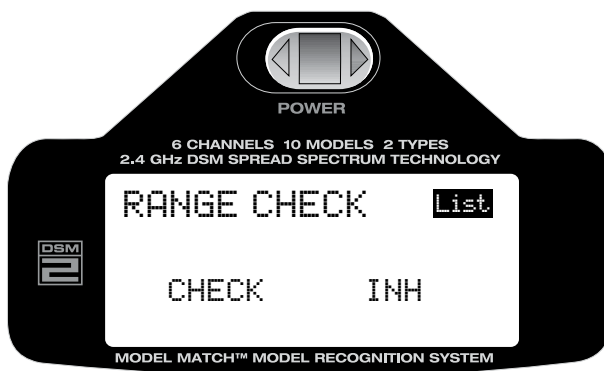 POWER
6 CHANNELS 10 MODELS 2 TYPES
2.4 GHz DSM SPREAD SPECTRUM TECHNOLOGY
RANGE CHECK List
DSM
2
CHECK INH
MODEL MATCH™ MODEL RECOGNITION SYSTEM